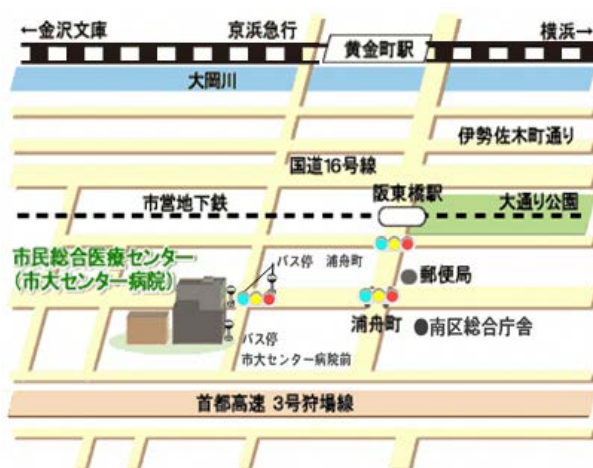 ←金沢文庫
京浜急行
黄金町駅
横浜→
大岡川
伊勢佐木町通り
国道16号線
阪東橋駅
市営地下鉄
大通り公園
市民総合医療センター
(市大センター病院)
バス停 浦舟町
郵便局
浦舟町
南区総合庁舎
バス停
市大センター病院前
首都高速 3号狩場線